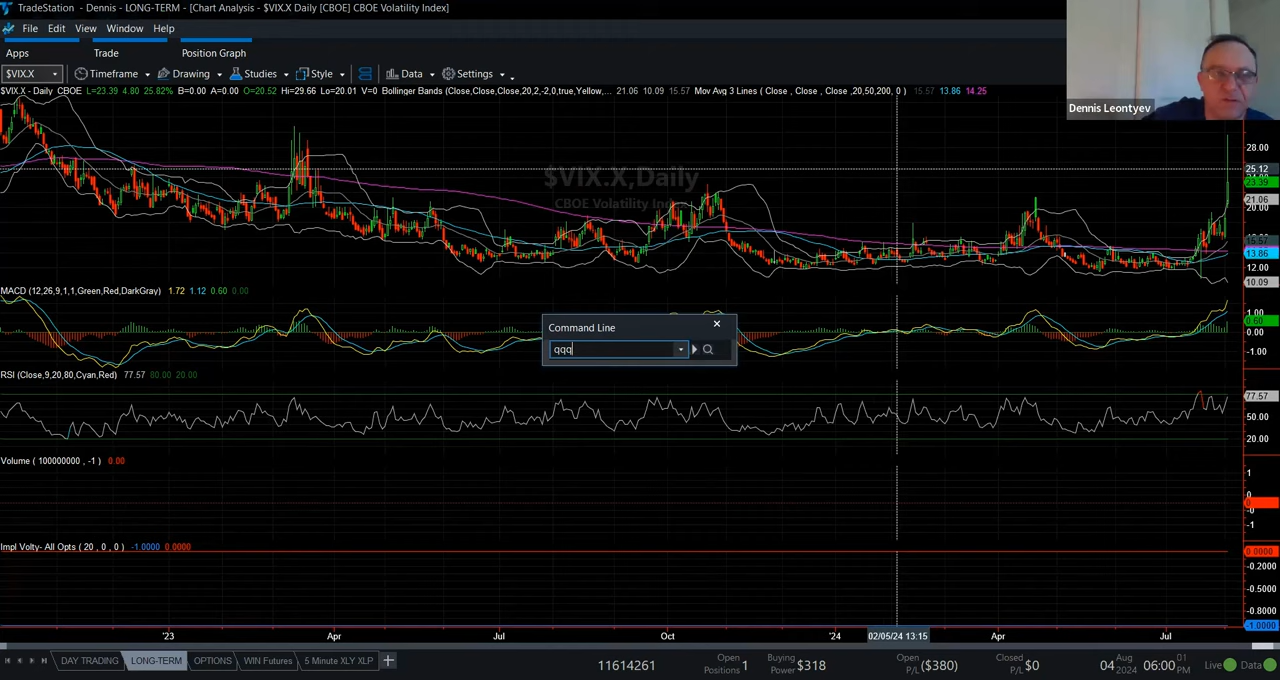 TradeStation - Dennis - LONG-TERM - [Chart Analysis - $VIX.X Daily [CBOE] CBOE Volatility Index]
File Edit View Window Help
Apps Trade Position Graph
$VIX.X Timeframe Drawing Studies Style Data Settings
$VIX.X - Daily CBOE L=23.39 4.80 25.82% B=0.00 A=0.00 O=20.52 Hi=29.66 Lo=20.01 V=0 Bollinger Bands (Close,Close,Close,20,2,-2.0,true,Yellow,... 21.06 10.09 15.57 Mov Avg 3 Lines ( Close , Close , Close ,20,50,200, 0 ) 15.57 13.86 14.25
Dennis Leontyev
$VIX.X,Daily
CBOE Volatility
28.00
25.12
23.39
21.06
20.00
15.57
13.86
12.00
10.09
MACD (12,26,9,1,1,Green,Red,DarkGray) 1.72 1.12 0.60 0.00
1.00
0.60
0.00
-1.00
Command Line
qqq
RSI (Close,9,20,80,Cyan,Red) 77.57 80.00 20.00
77.57
50.00
20.00
Volume ( 100000000 , -1 ) 0.00
1
0
-0
-1
Impl Volty- All Opts ( 20 , 0 , 0 ) -1.0000 0.0000
0.0000
-0.2000
-0.5000
-0.8000
-1.0000
'23 Apr Jul Oct '24 02/05/24 13:15 Apr Jul
DAY TRADING LONG-TERM OPTIONS WIN Futures 5 Minute XLY XLP
11614261 Open Positions 1 Buying Power $318 Open P/L ($380) Closed P/L $0 04 Aug 2024 06:00 01 PM Live Data